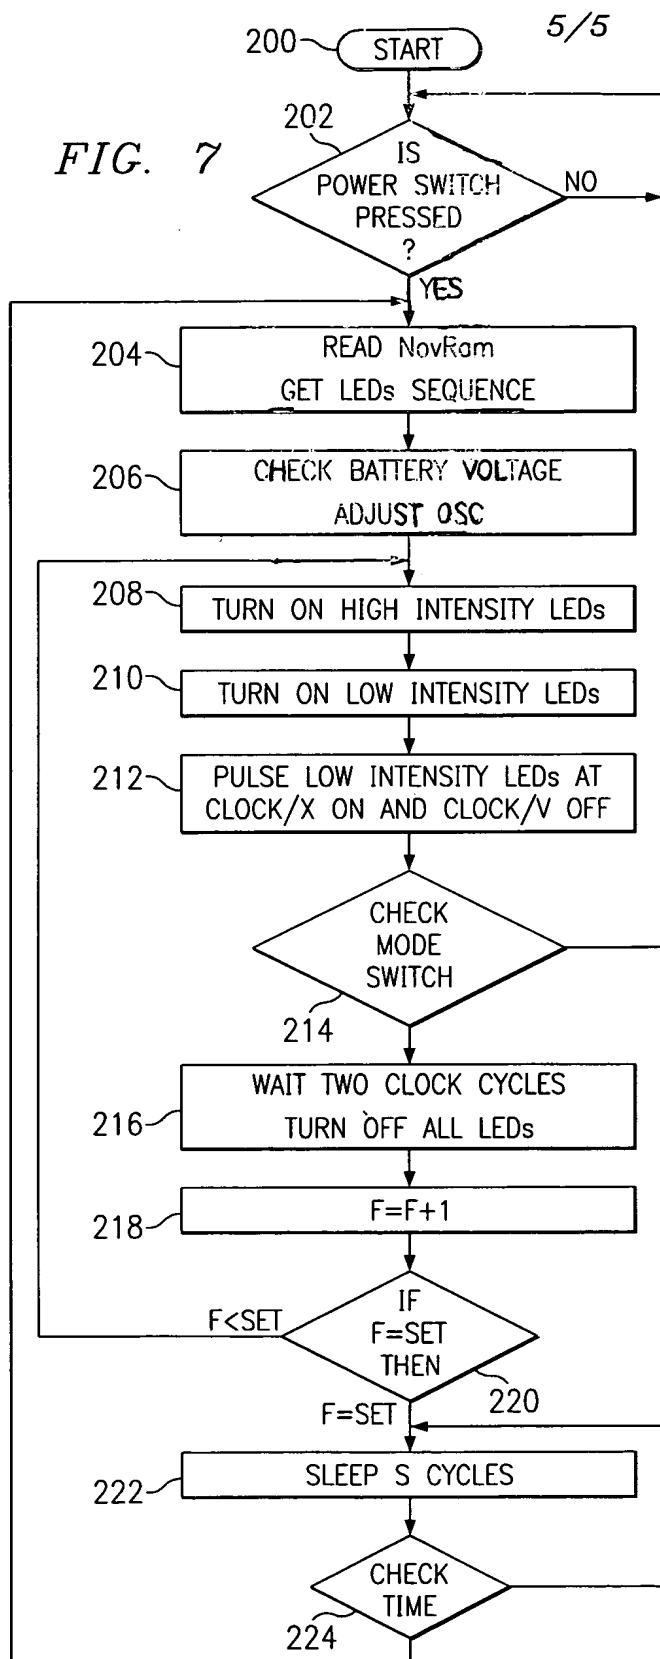 5/5
200
START
FIG. 7
202
IS
POWER SWITCH
PRESSED
?
NO
YES
204
READ NovRam
GET LEDs SEQUENCE
206
CHECK BATTERY VOLTAGE
ADJUST OSC
208
TURN ON HIGH INTENSITY LEDs
210
TURN ON LOW INTENSITY LEDs
212
PULSE LOW INTENSITY LEDs AT
CLOCK/X ON AND CLOCK/V OFF
CHECK
MODE
SWITCH
214
216
WAIT TWO CLOCK CYCLES
TURN OFF ALL LEDs
218
F=F+1
F<SET
IF
F=SET
THEN
220
F=SET
222
SLEEP S CYCLES
CHECK
TIME
224